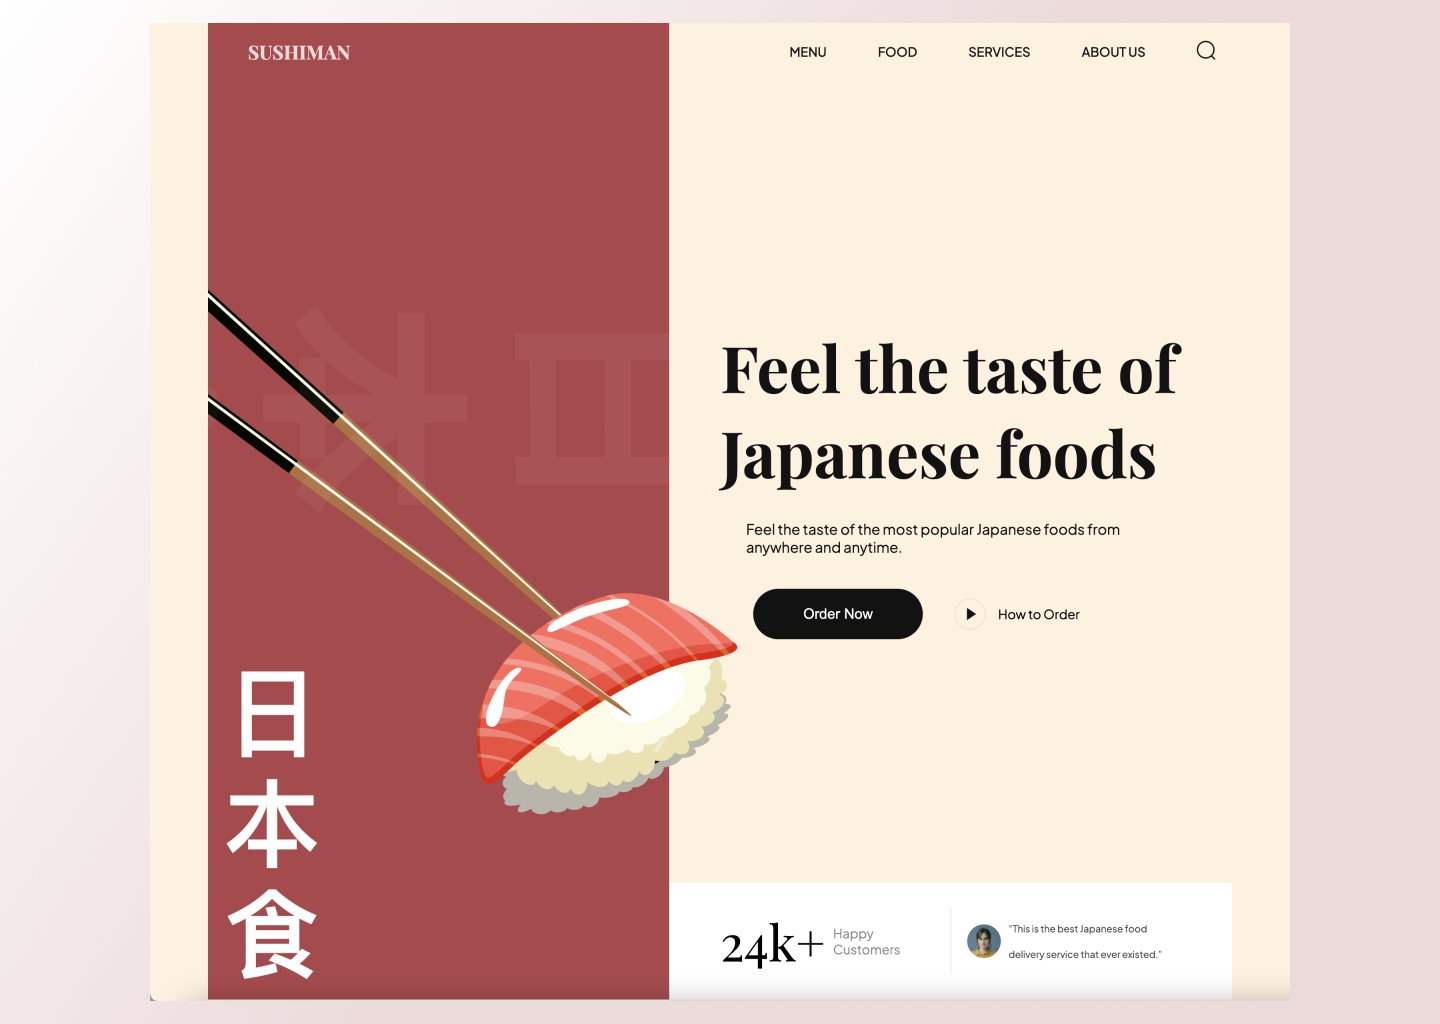 SUSHIMAN
MENU
FOOD
SERVICES
ABOUT US
日本
Feel the taste of
Japanese foods
Feel the taste of the most popular Japanese foods from
anywhere and anytime.
Order Now
How to Order
日
本
食
24k+
Happy
Customers
"This is the best Japanese food
delivery service that ever existed."